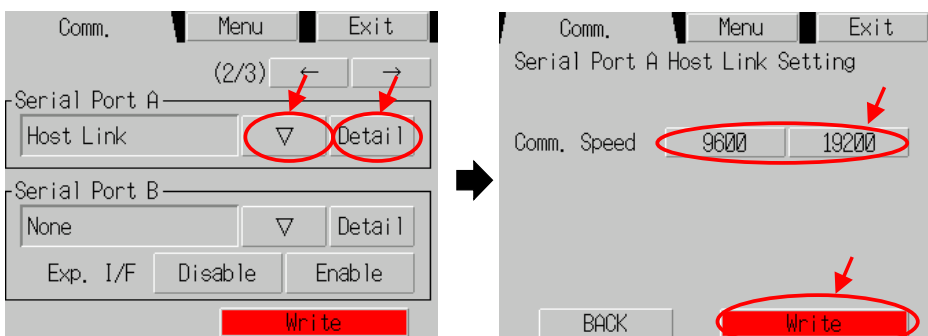 Comm. Menu Exit
(2/3) ← →
Serial Port A
Host Link ▽ Detail
Serial Port B
None ▽ Detail
Exp. I/F Disable Enable
Write
Comm. Menu Exit
Serial Port A Host Link Setting
Comm. Speed 9600 19200
BACK Write